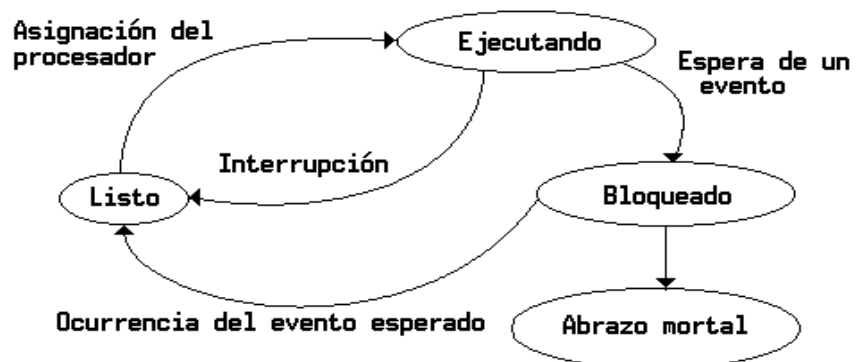 Asignación del
procesador
Ejecutando
Espera de un
evento
Interrupción
Listo
Bloqueado
Ocurrencia del evento esperado
Abrazo mortal